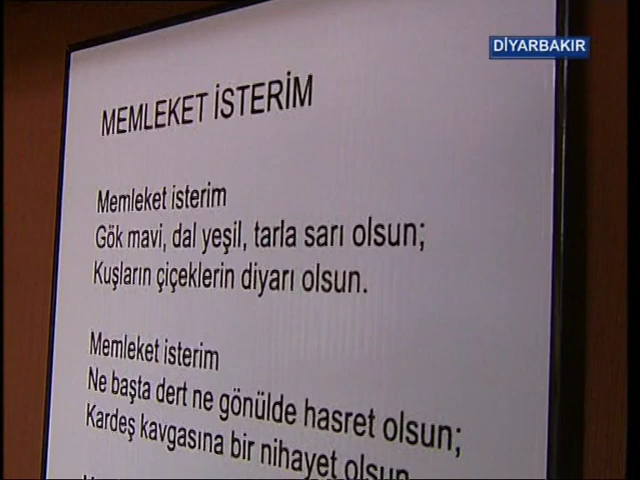 DİYARBAKIR
MEMLEKET İSTERİM
Memleket isterim
Gök mavi, dal yeşil, tarla sarı olsun;
Kuşların çiçeklerin diyarı olsun.
Memleket isterim
Ne başta dert ne gönülde hasret olsun;
Kardeş kavgasına bir nihayet olsun